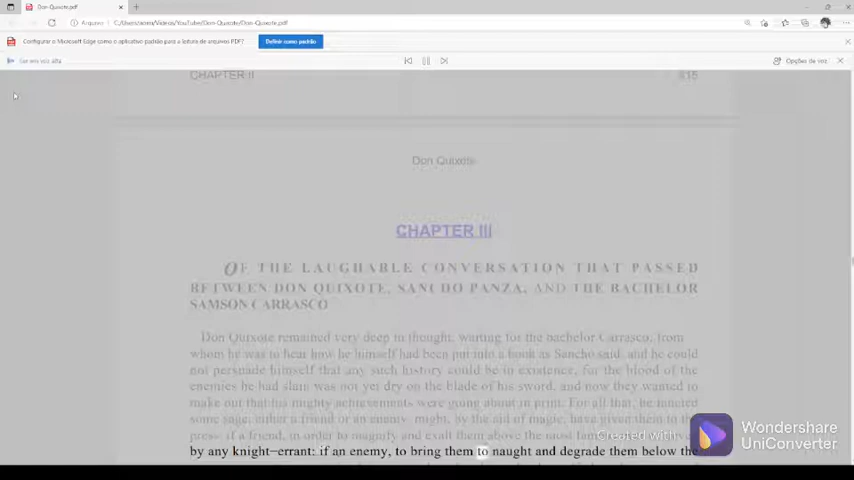 Don-Quixote.pdf
Arquivo C:/Users/noren/Videos/YouTube/Don-Quixote/Don-Quixote.pdf
Configurar o Microsoft Edge como o aplicativo padrão para a leitura de arquivos PDF? Definir como padrão
Ler em voz alta Opções de voz
CHAPTER II 815
Don Quixote
CHAPTER III
OF THE LAUGHABLE CONVERSATION THAT PASSED
BETWEEN DON QUIXOTE, SANCHO PANZA, AND THE BACHELOR
SAMSON CARRASCO
Don Quixote remained very deep in thought, waiting for the bachelor Carrasco, from
whom he was to hear how he himself had been put into a book as Sancho said; and he could
not persuade himself that any such history could be in existence, for the blood of the
enemies he had slain was not yet dry on the blade of his sword, and now they wanted to
make out that his mighty achievements were going about in print. For all that, he fancied
some sage, either a friend or an enemy, might, by the aid of magic, have given them to the
press; if a friend, in order to magnify and exalt them above the most
by any knight-errant; if an enemy, to bring them to naught and degrade them below the
Created with
Wondershare
UniConverter